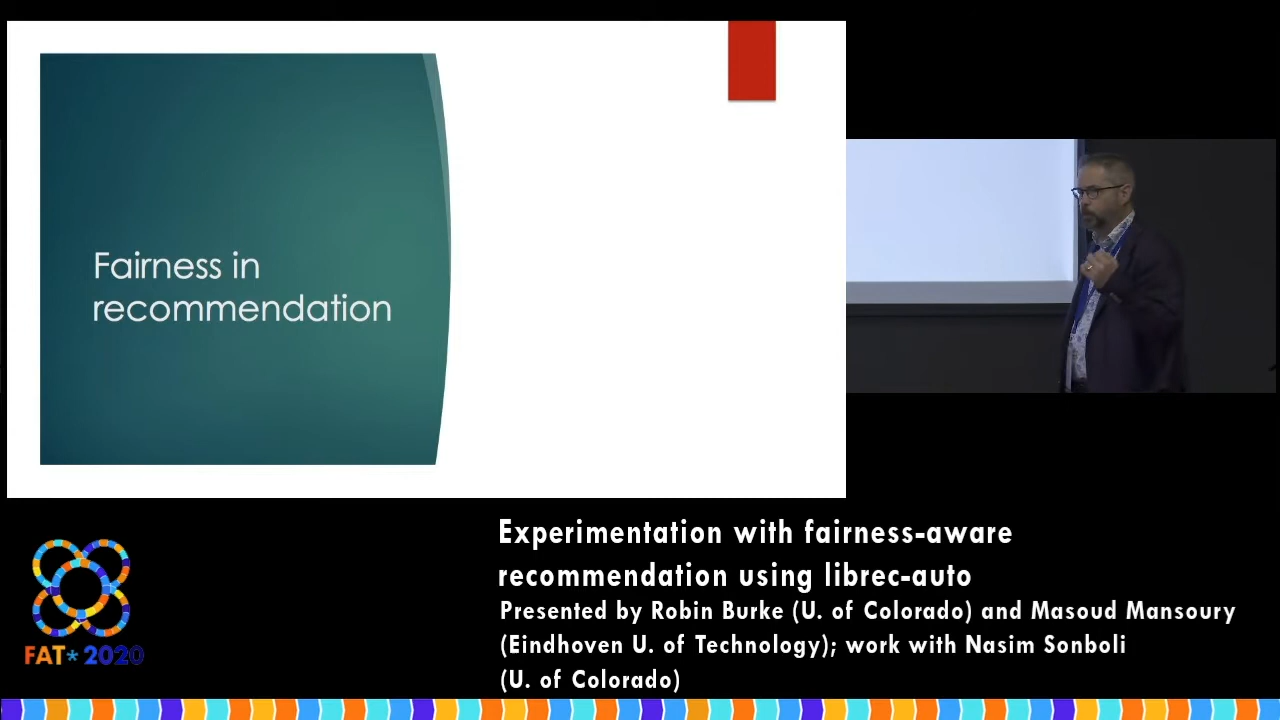 Fairness in
recommendation
Experimentation with fairness-aware
recommendation using librec-auto
Presented by Robin Burke (U. of Colorado) and Masoud Mansoury
(Eindhoven U. of Technology); work with Nasim Sonboli
(U. of Colorado)
FAT* 2020